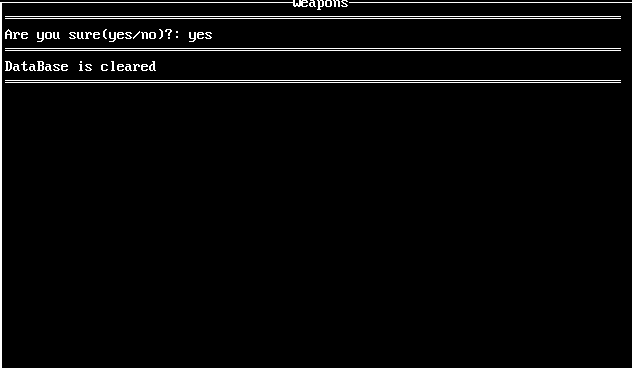 Weapons
Are you sure(yes/no)?: yes
DataBase is cleared